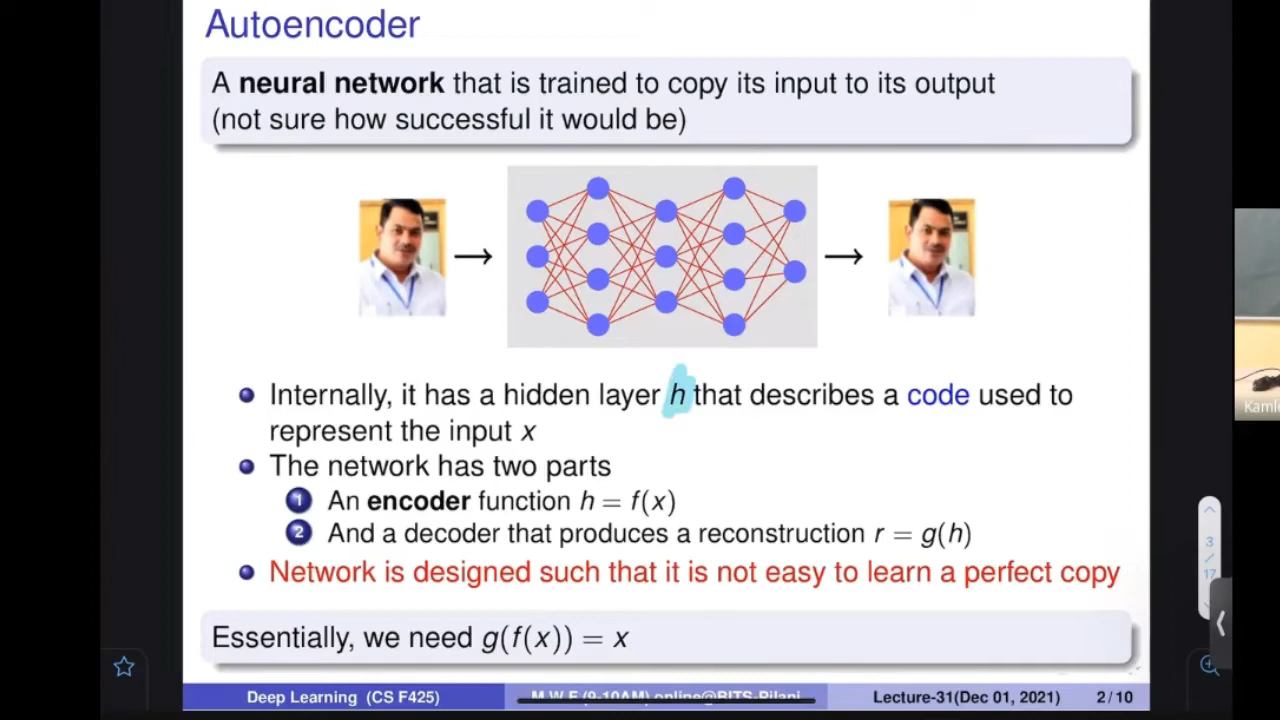 Autoencoder
A neural network that is trained to copy its input to its output
(not sure how successful it would be)
Internally, it has a hidden layer h that describes a code used to
represent the input x
The network has two parts
1 An encoder function h = f(x)
2 And a decoder that produces a reconstruction r = g(h)
Network is designed such that it is not easy to learn a perfect copy
Essentially, we need g(f(x)) = x
Deep Learning (CS F425) M W F (9-10AM) online@BITS-Pilani Lecture-31(Dec 01, 2021) 2 / 10
3
/
17